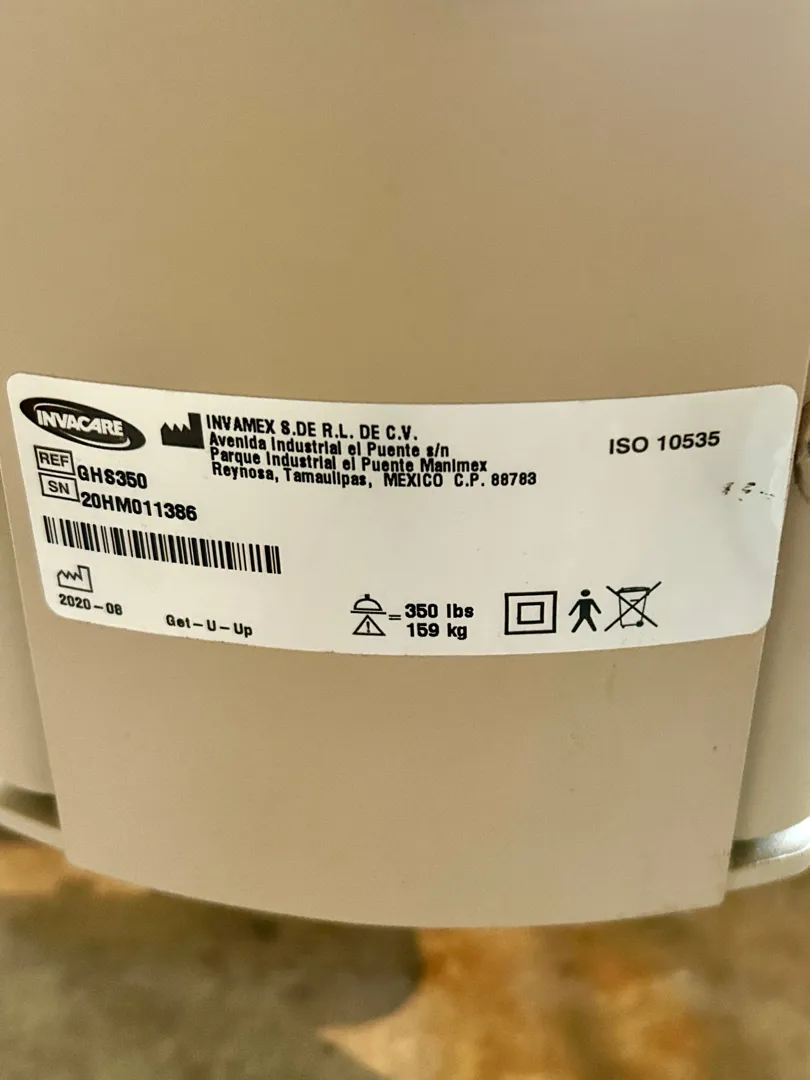 INVACARE
INVAMEX S.DE R.L. DE C.V.
Avenida Industrial el Puente s/n
Parque Industrial el Puente Manimex
Reynosa, Tamaulipas, MEXICO C.P. 88783
ISO 10535
REF GHS350
SN 20HM011386
2020-08
Get-U-Up
= 350 lbs
159 kg